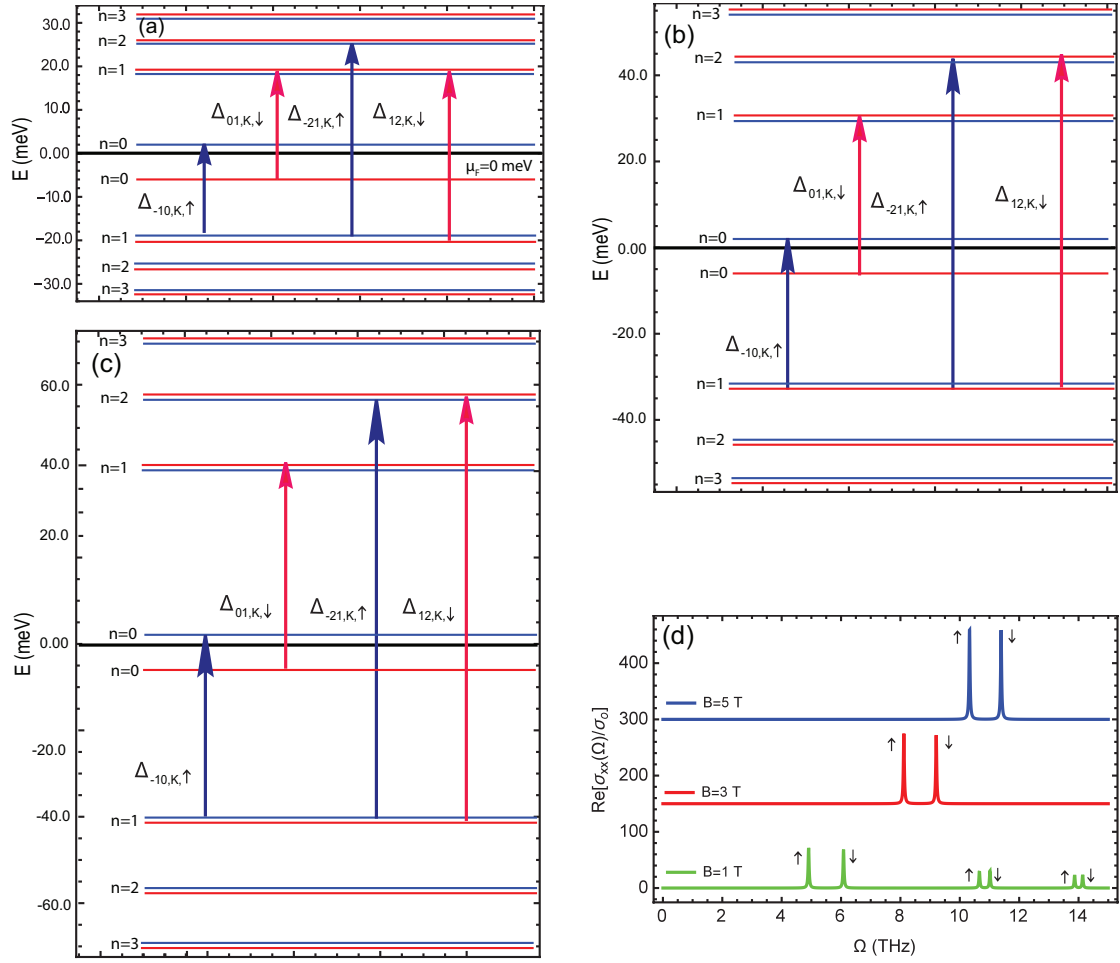 (a)
E (meV)
30.0
20.0
10.0
0.00
−10.0
−20.0
−30.0
n=3
n=2
n=1
n=0
n=0
n=1
n=2
n=3
Δ-10,K,↑
Δ01,K,↓
Δ-21,K,↑
Δ12,K,↓
μF=0 meV
(b)
E (meV)
40.0
20.0
0.00
-20.0
-40.0
n=3
n=2
n=1
n=0
n=0
n=1
n=2
n=3
Δ-10,K,↑
Δ01,K,↓
Δ-21,K,↑
Δ12,K,↓
(c)
E (meV)
60.0
40.0
20.0
0.00
-20.0
-40.0
-60.0
n=3
n=2
n=1
n=0
n=0
n=1
n=2
n=3
Δ-10,K,↑
Δ01,K,↓
Δ-21,K,↑
Δ12,K,↓
(d)
Re[σxx(Ω)/σo]
400
300
200
100
0
B=5 T
↑ ↓
B=3 T
↑ ↓
B=1 T
↑ ↓ ↑ ↓ ↑ ↓
0 2 4 6 8 10 12 14
Ω (THz)